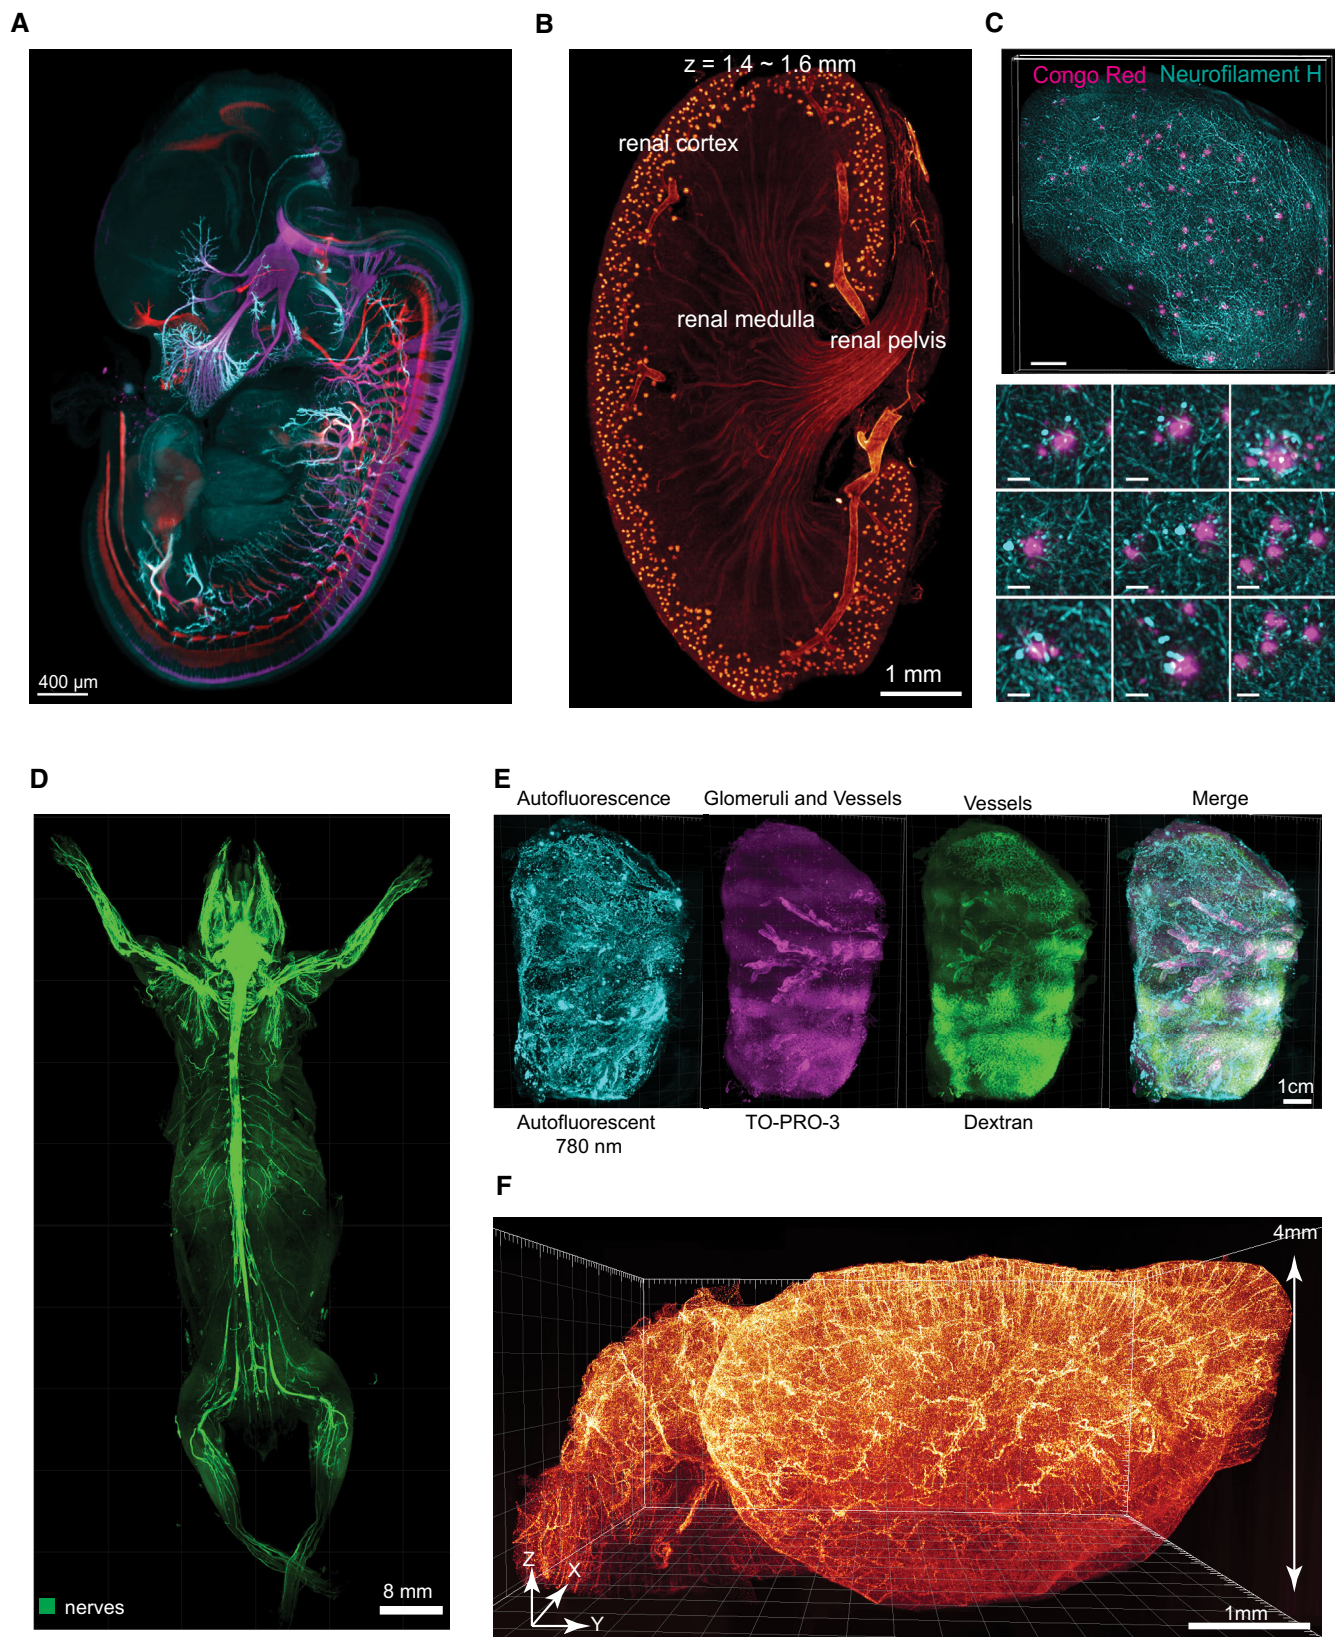 A
B
C
z = 1.4 ~ 1.6 mm
renal cortex
renal medulla
renal pelvis
1 mm
400 µm
Congo Red Neurofilament H
D
nerves
8 mm
E
Autofluorescence
Glomeruli and Vessels
Vessels
Merge
1cm
Autofluorescent
780 nm
TO-PRO-3
Dextran
F
4mm
Z
X
Y
1mm